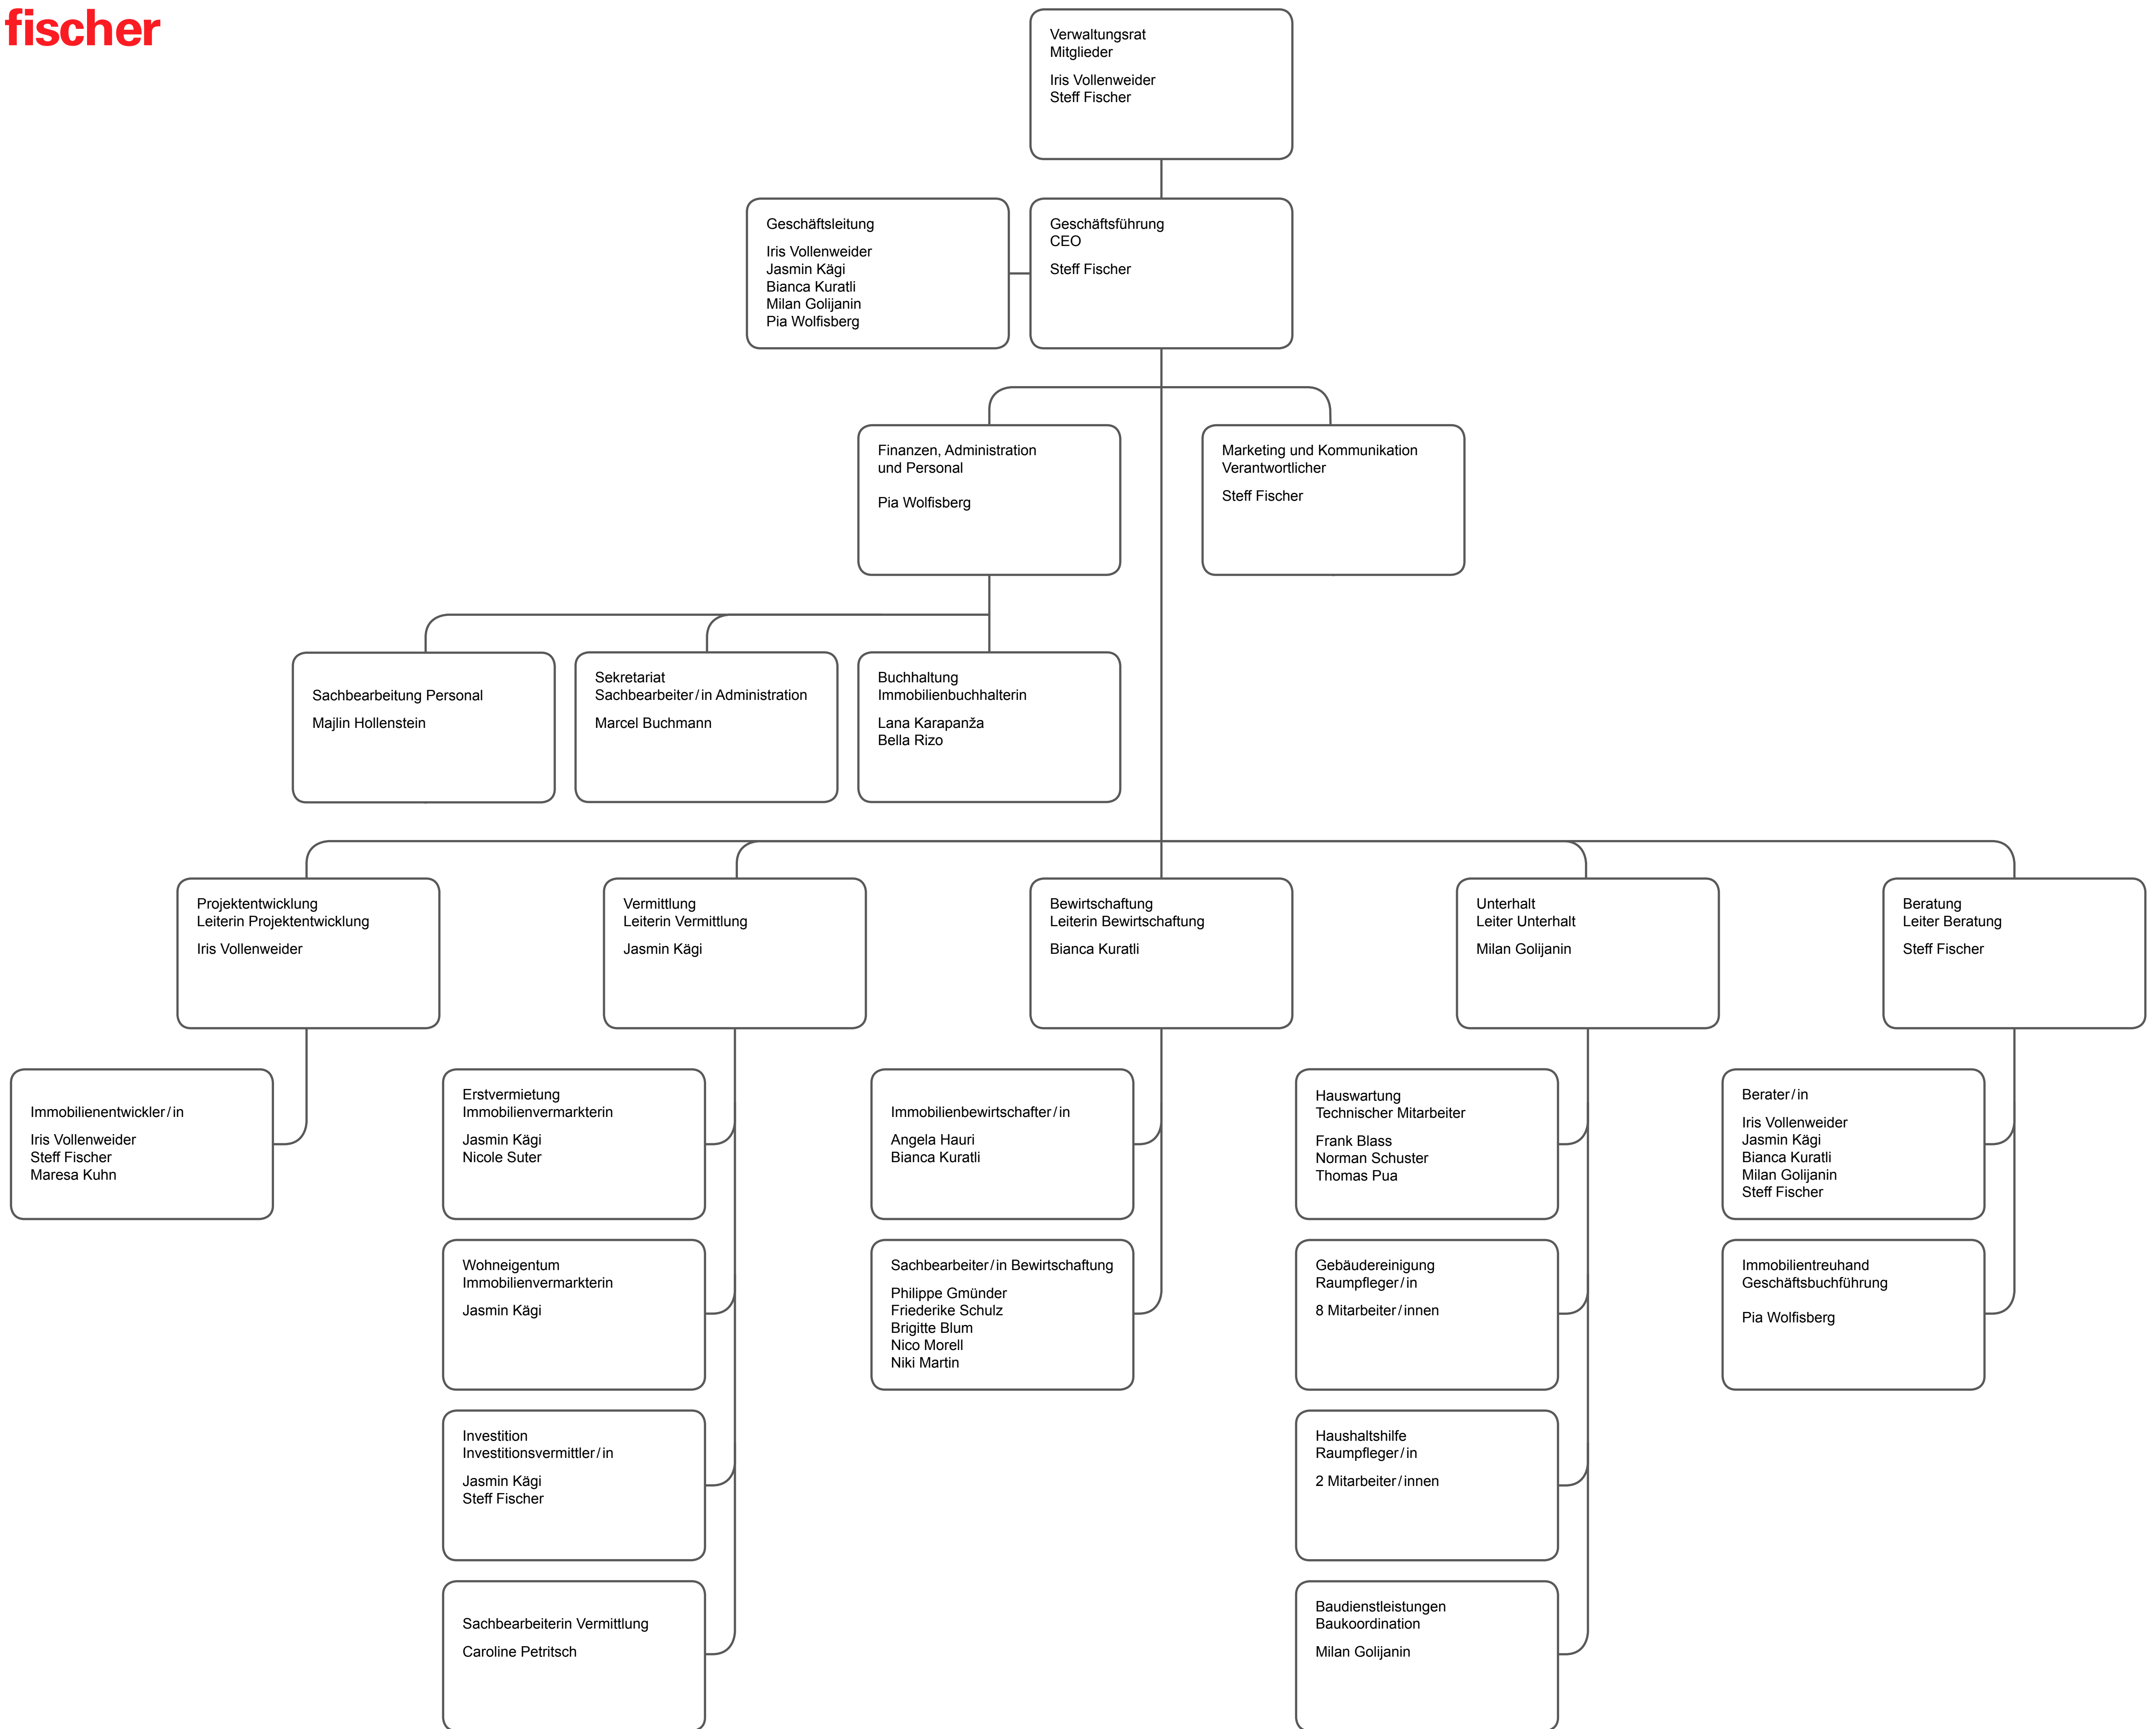 fischer
Verwaltungsrat
Mitglieder
Iris Vollenweider
Steff Fischer
Geschäftsleitung
Iris Vollenweider
Jasmin Kägi
Bianca Kuratli
Milan Golijanin
Pia Wolfisberg
Geschäftsführung
CEO
Steff Fischer
Finanzen, Administration
und Personal
Pia Wolfisberg
Marketing und Kommunikation
Verantwortlicher
Steff Fischer
Sachbearbeitung Personal
Majlin Hollenstein
Sekretariat
Sachbearbeiter/in Administration
Marcel Buchmann
Buchhaltung
Immobilienbuchhalterin
Lana Karapanža
Bella Rizo
Projektentwicklung
Leiterin Projektentwicklung
Iris Vollenweider
Vermittlung
Leiterin Vermittlung
Jasmin Kägi
Bewirtschaftung
Leiterin Bewirtschaftung
Bianca Kuratli
Unterhalt
Leiter Unterhalt
Milan Golijanin
Beratung
Leiter Beratung
Steff Fischer
Immobilienentwickler/in
Iris Vollenweider
Steff Fischer
Maresa Kuhn
Erstvermietung
Immobilienvermarkterin
Jasmin Kägi
Nicole Suter
Immobilienbewirtschafter/in
Angela Hauri
Bianca Kuratli
Hauswartung
Technischer Mitarbeiter
Frank Blass
Norman Schuster
Thomas Pua
Berater/in
Iris Vollenweider
Jasmin Kägi
Bianca Kuratli
Milan Golijanin
Steff Fischer
Wohneigentum
Immobilienvermarkterin
Jasmin Kägi
Sachbearbeiter/in Bewirtschaftung
Philippe Gmünder
Friederike Schulz
Brigitte Blum
Nico Morell
Niki Martin
Gebäudereinigung
Raumpfleger/in
8 Mitarbeiter/innen
Immobilientreuhand
Geschäftsbuchführung
Pia Wolfisberg
Investition
Investitionsvermittler/in
Jasmin Kägi
Steff Fischer
Haushaltshilfe
Raumpfleger/in
2 Mitarbeiter/innen
Sachbearbeiterin Vermittlung
Caroline Petritsch
Baudienstleistungen
Baukoordination
Milan Golijanin